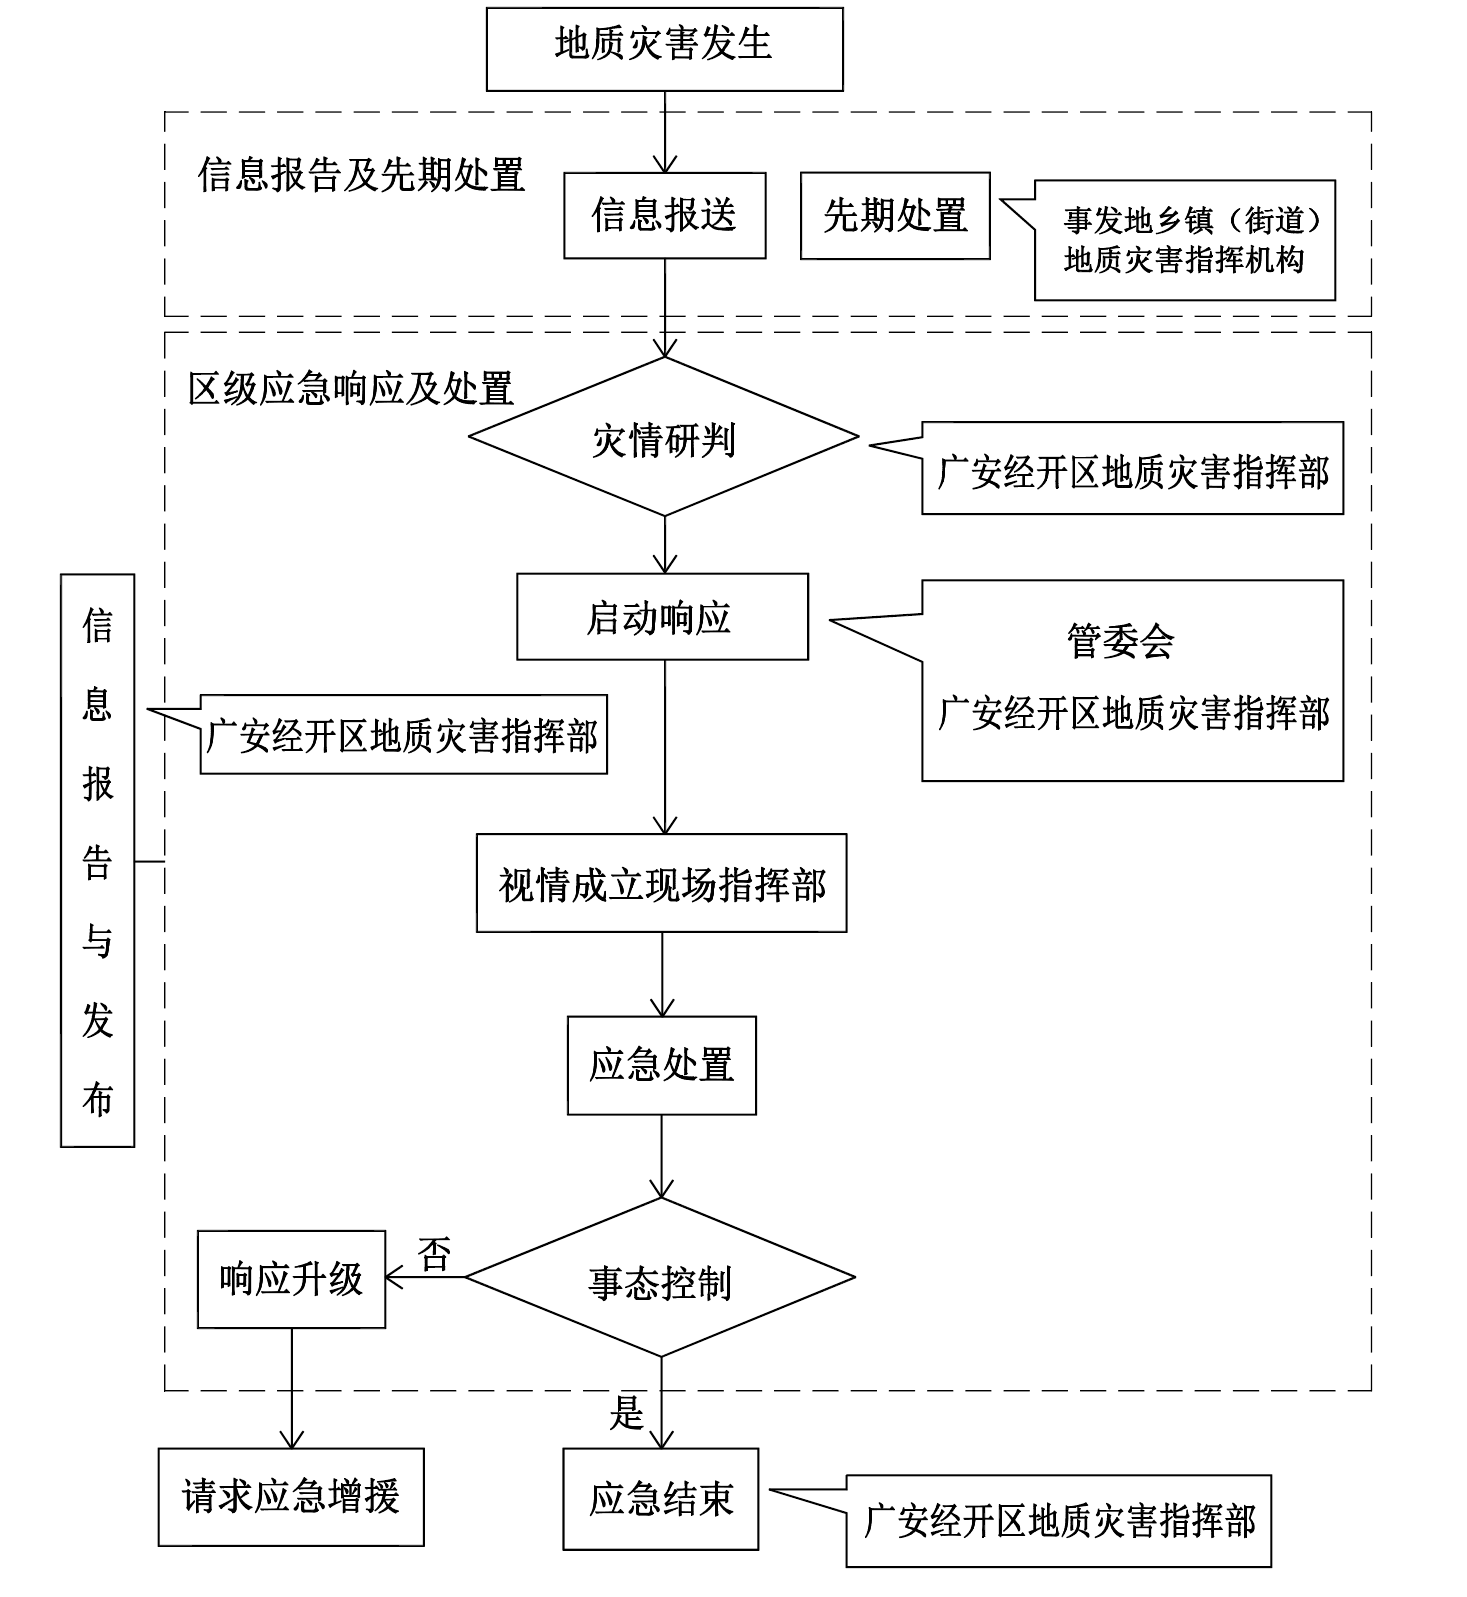 地质灾害发生
信息报告及先期处置
信息报送
先期处置
事发地乡镇（街道）
地质灾害指挥机构
区级应急响应及处置
灾情研判
广安经开区地质灾害指挥部
启动响应
管委会
广安经开区地质灾害指挥部
信息报告与发布
广安经开区地质灾害指挥部
视情成立现场指挥部
应急处置
事态控制
否
响应升级
是
请求应急增援
应急结束
广安经开区地质灾害指挥部